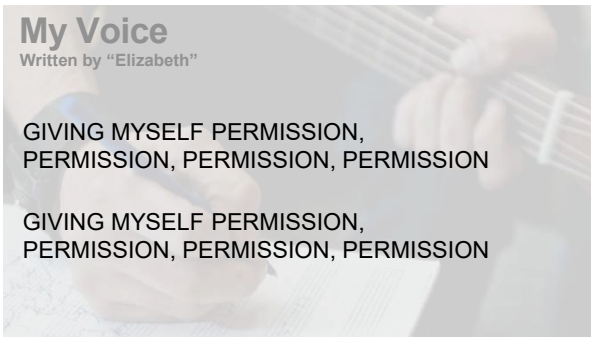 My Voice
Written by “Elizabeth”
GIVING MYSELF PERMISSION,
PERMISSION, PERMISSION, PERMISSION
GIVING MYSELF PERMISSION,
PERMISSION, PERMISSION, PERMISSION